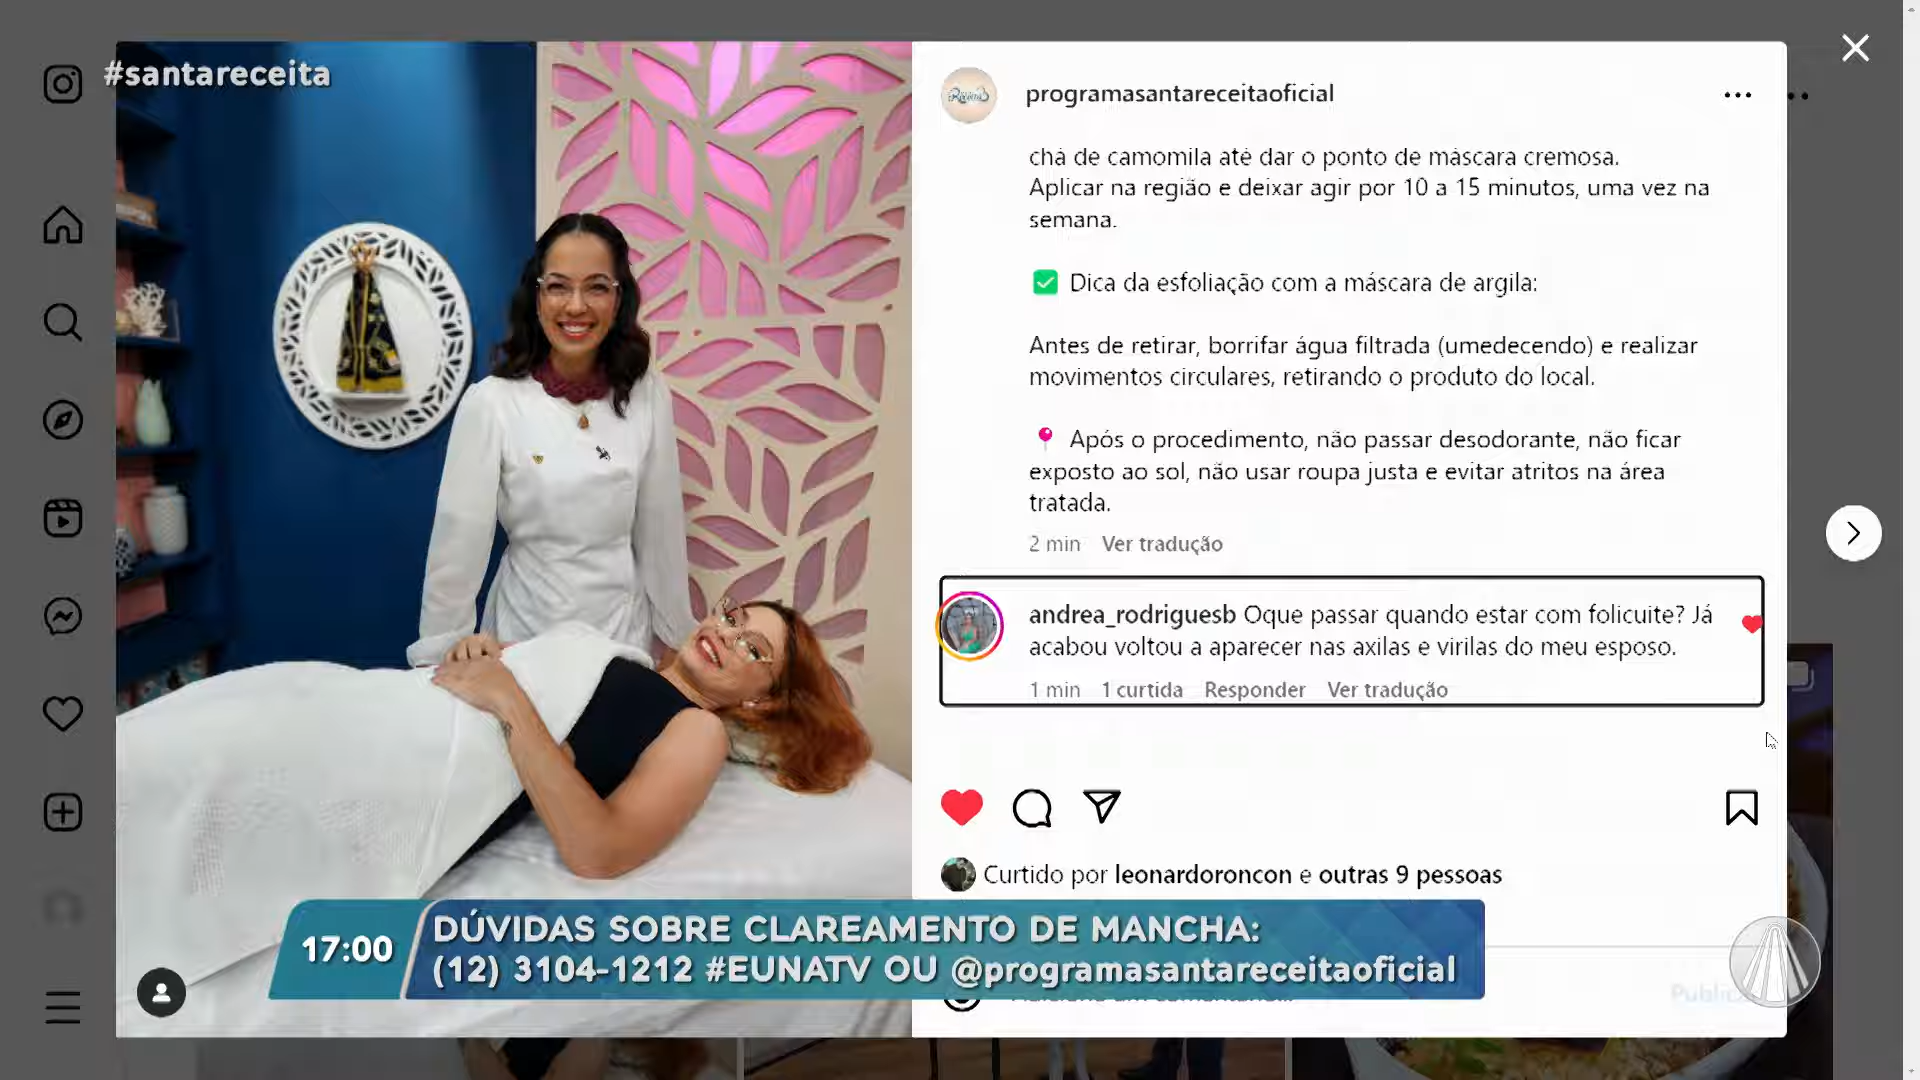 #santareceita
programasantareceitaoficial
chá de camomila até dar o ponto de máscara cremosa.
Aplicar na região e deixar agir por 10 a 15 minutos, uma vez na
semana.
✅ Dica da esfoliação com a máscara de argila:
Antes de retirar, borrifar água filtrada (umedecendo) e realizar
movimentos circulares, retirando o produto do local.
📍 Após o procedimento, não passar desodorante, não ficar
exposto ao sol, não usar roupa justa e evitar atritos na área
tratada.
2 min Ver tradução
andrea_rodriguesb Oque passar quando estar com folicuite? Já
acabou voltou a aparecer nas axilas e virilas do meu esposo.
1 min 1 curtida Responder Ver tradução
Curtido por leonardoroncon e outras 9 pessoas
17:00
DÚVIDAS SOBRE CLAREAMENTO DE MANCHA:
(12) 3104-1212 #EUNATV OU @programasantareceitaoficial